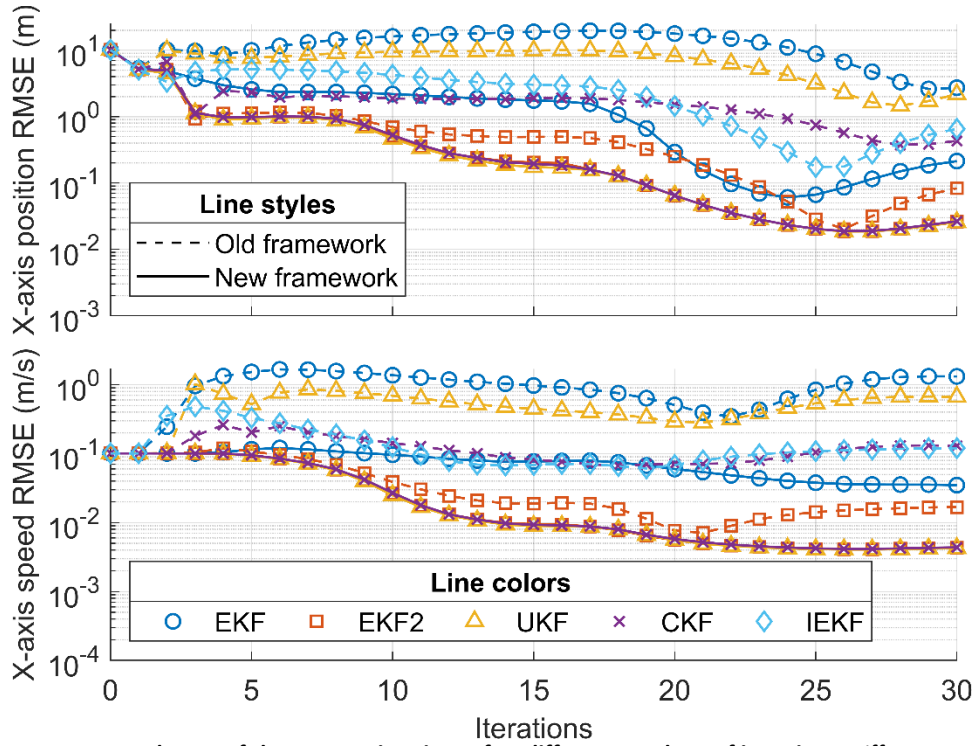 X-axis position RMSE (m)
10^1
10^0
10^-1
10^-2
10^-3
Line styles
Old framework
New framework
X-axis speed RMSE (m/s)
10^0
10^-1
10^-2
10^-3
10^-4
Line colors
EKF EKF2 UKF CKF IEKF
0 5 10 15 20 25 30
Iterations